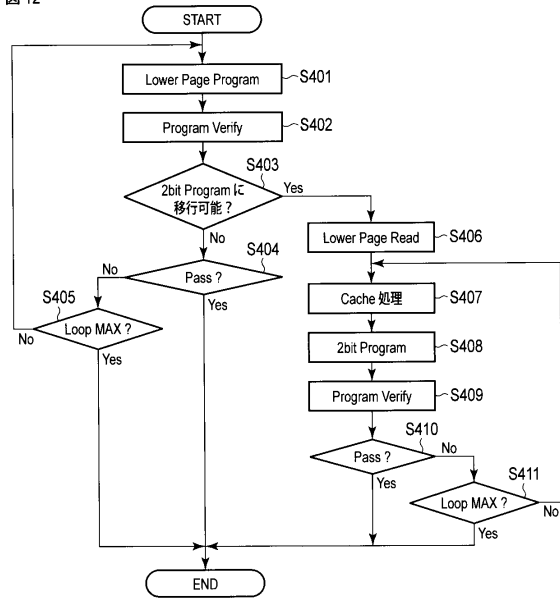 図12
START
Lower Page Program
S401
Program Verify
S402
S403
2bit Program に
移行可能？
Yes
No
Lower Page Read
S406
S404
No
Pass ?
Yes
Cache 処理
S407
S405
Loop MAX ?
No
Yes
2bit Program
S408
Program Verify
S409
S410
Pass ?
No
Yes
S411
Loop MAX ?
No
Yes
END